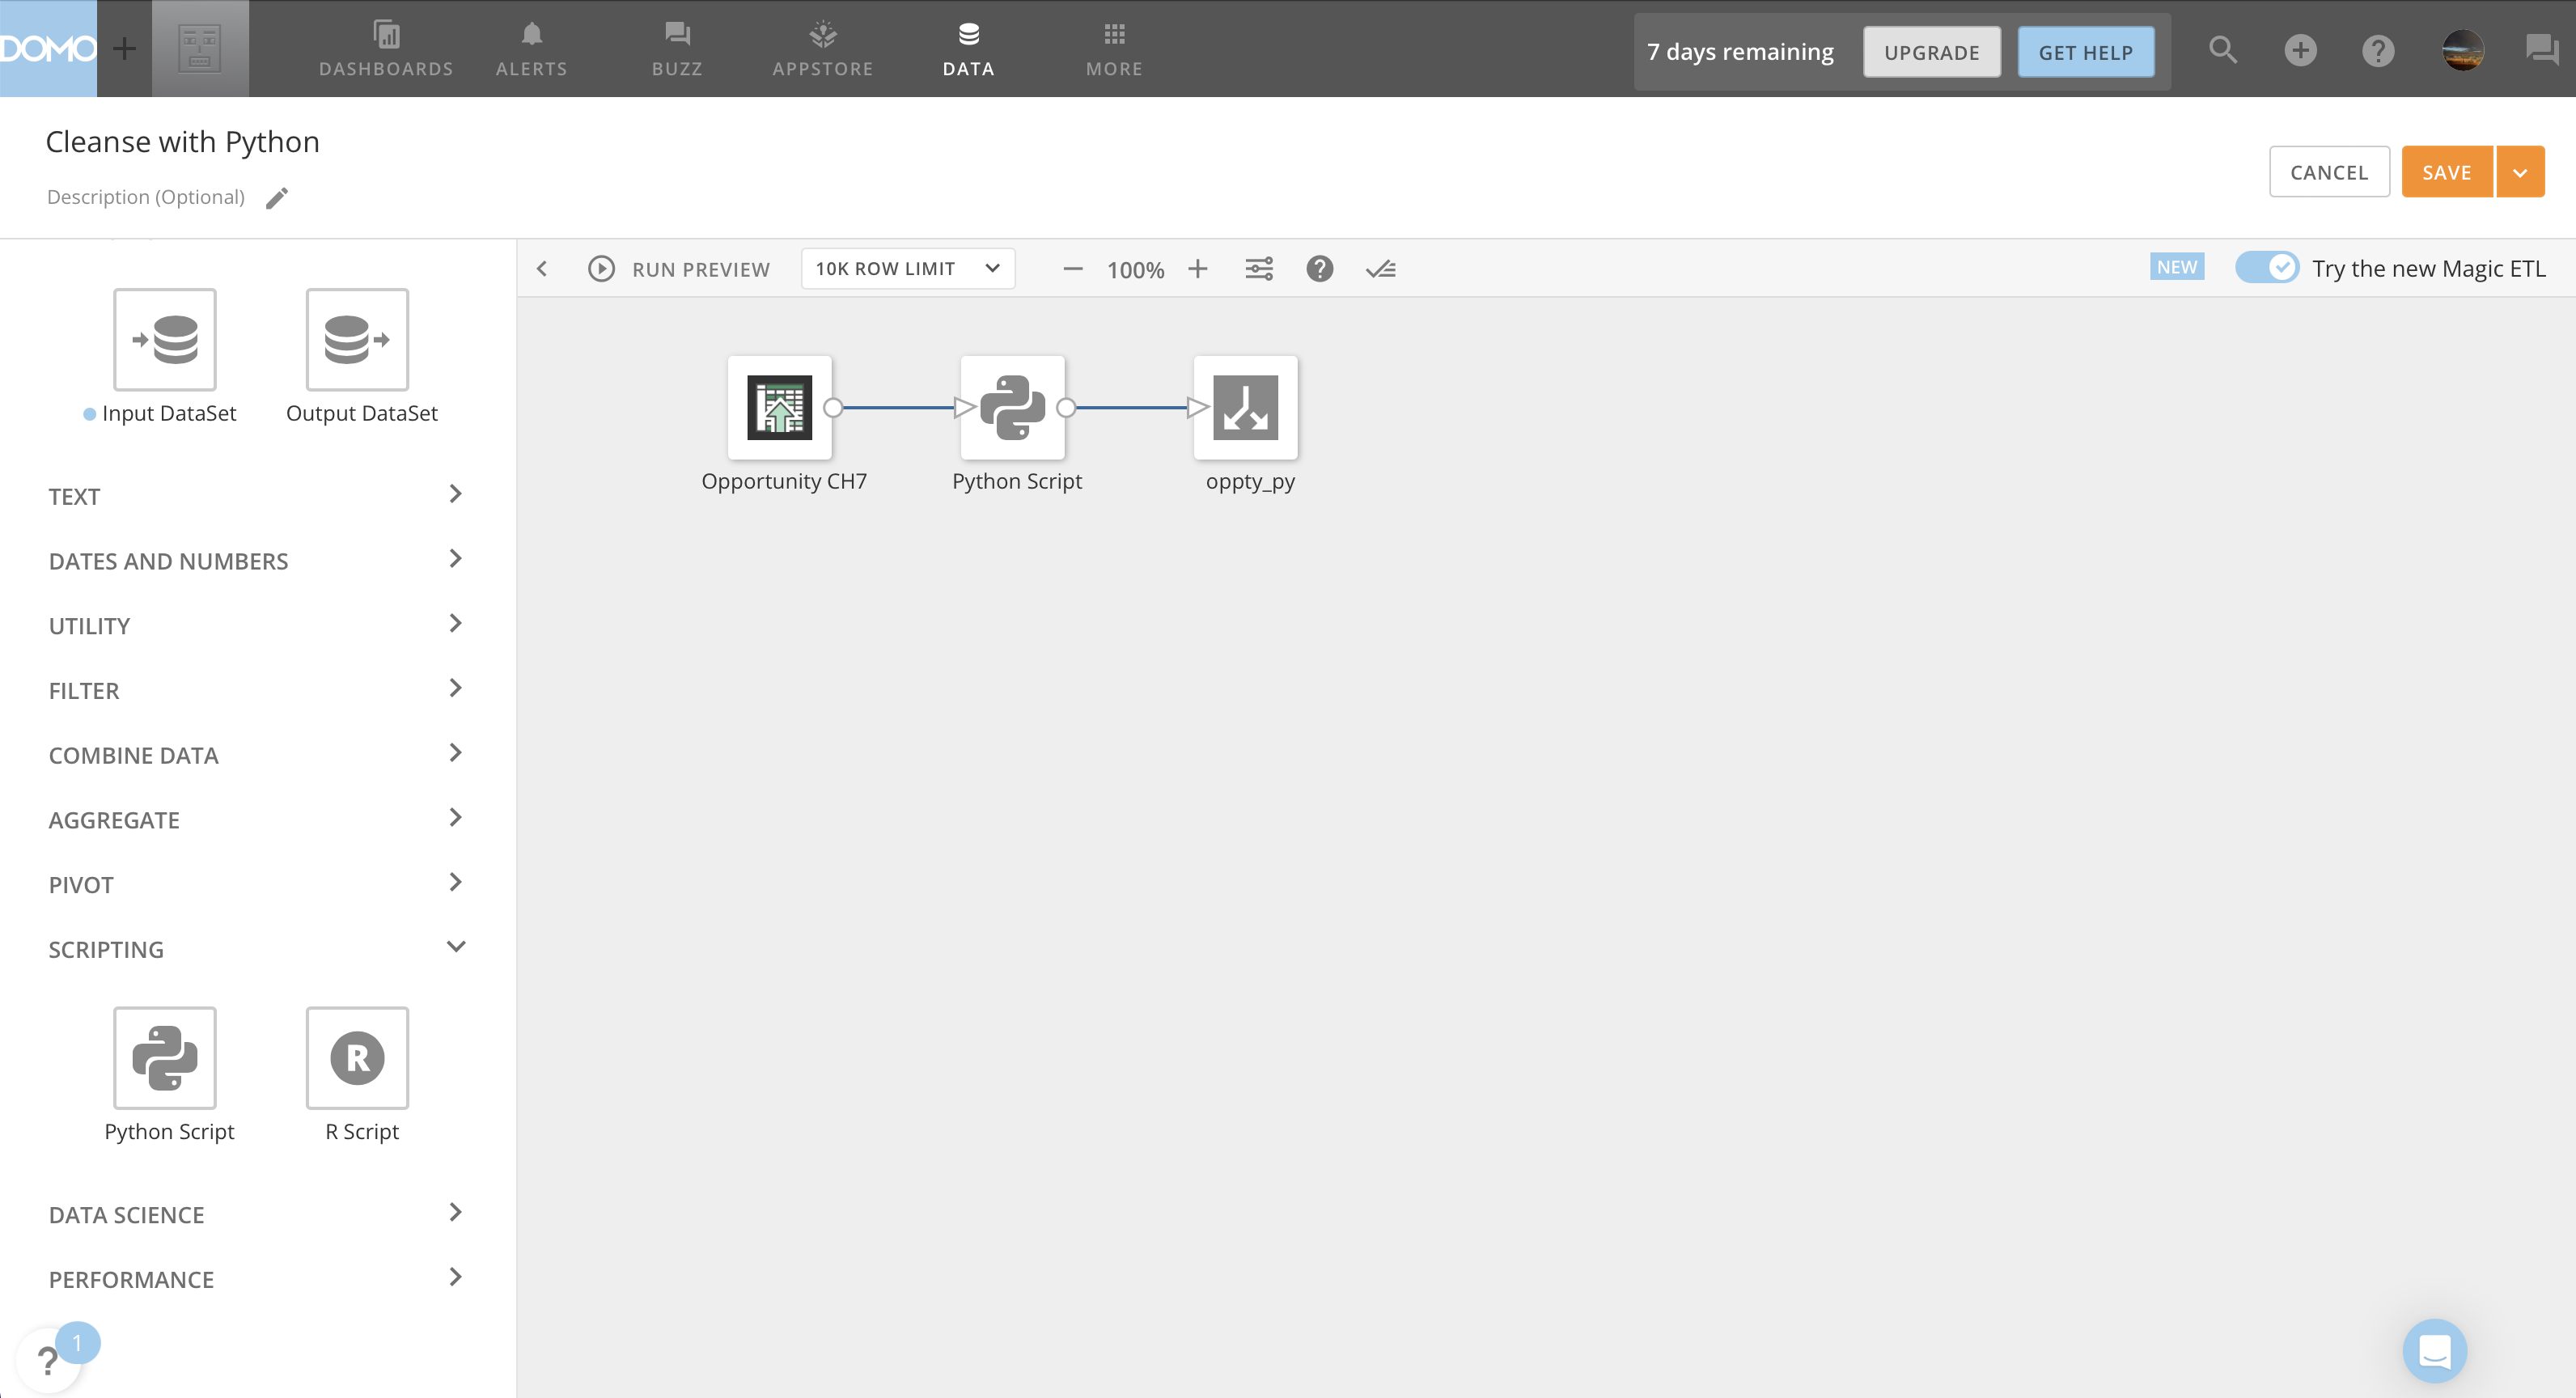 DOMO
DASHBOARDS
ALERTS
BUZZ
APPSTORE
DATA
MORE
7 days remaining
UPGRADE
GET HELP
Cleanse with Python
Description (Optional)
CANCEL
SAVE
RUN PREVIEW
10K ROW LIMIT
100%
NEW
Try the new Magic ETL
Input DataSet
Output DataSet
TEXT
DATES AND NUMBERS
UTILITY
FILTER
COMBINE DATA
AGGREGATE
PIVOT
SCRIPTING
R
Python Script
R Script
DATA SCIENCE
PERFORMANCE
?
1
Opportunity CH7
Python Script
oppty_py